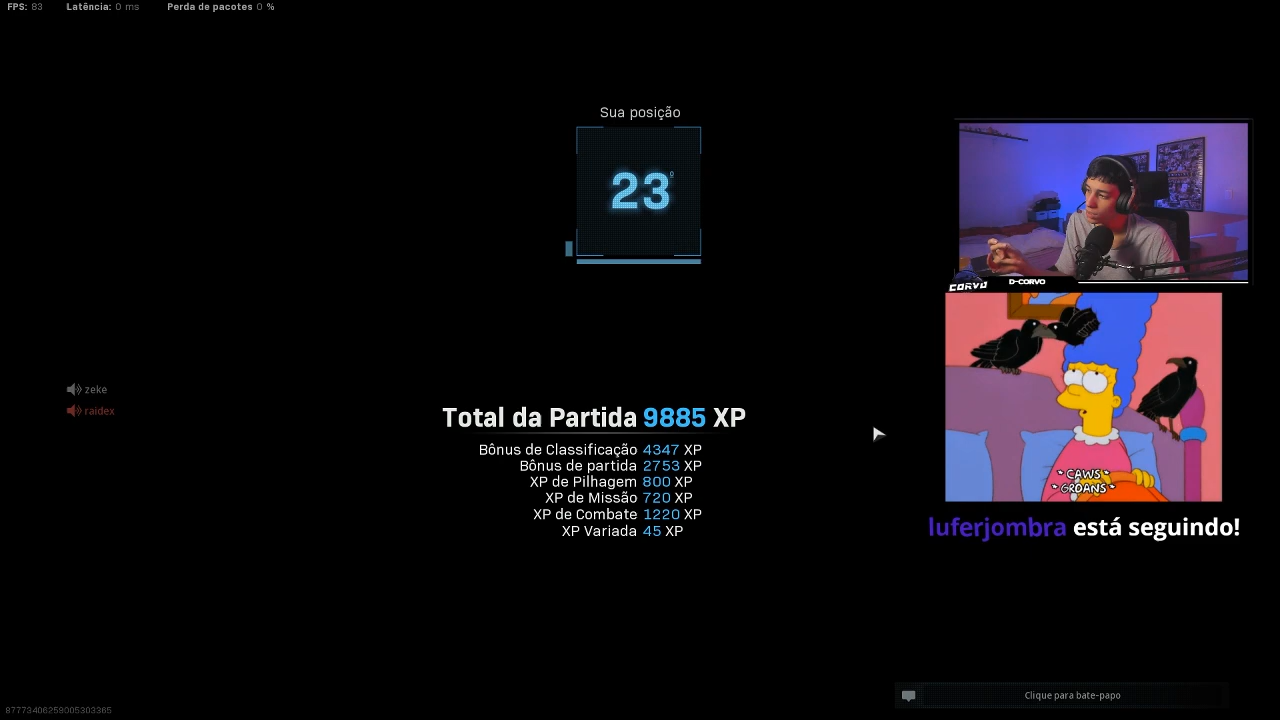 FPS: 83 Latência: 0 ms Perda de pacotes 0 %
Sua posição
23º
CORVO D-CORVO
zeke
raidex
Total da Partida 9885 XP
Bônus de Classificação 4347 XP
Bônus de partida 2753 XP
XP de Pilhagem 800 XP
XP de Missão 720 XP
XP de Combate 1220 XP
XP Variada 45 XP
*CAWS*
*GROANS*
luferjombra está seguindo!
Clique para bate-papo
87773406259005303365